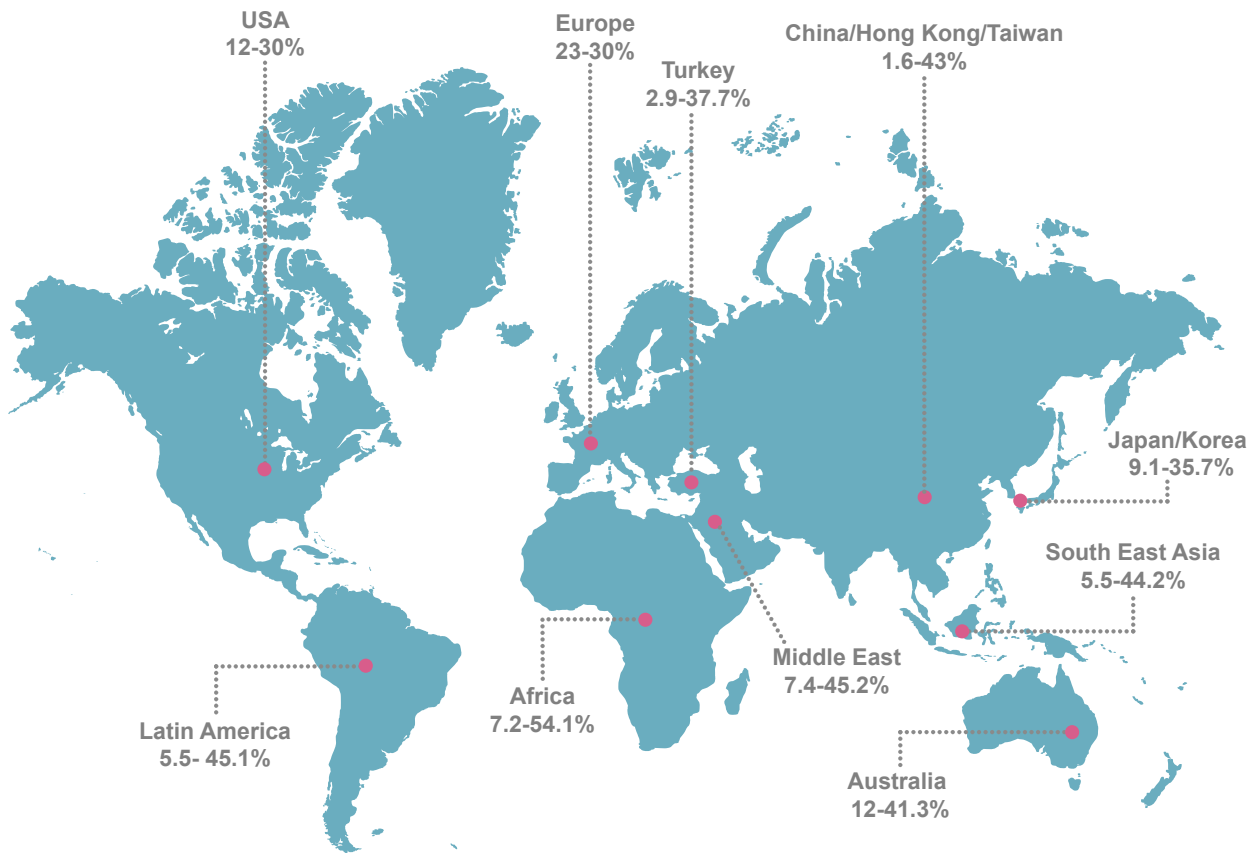 USA
12-30%
Europe
23-30%
China/Hong Kong/Taiwan
1.6-43%
Turkey
2.9-37.7%
Japan/Korea
9.1-35.7%
South East Asia
5.5-44.2%
Middle East
7.4-45.2%
Africa
7.2-54.1%
Latin America
5.5- 45.1%
Australia
12-41.3%